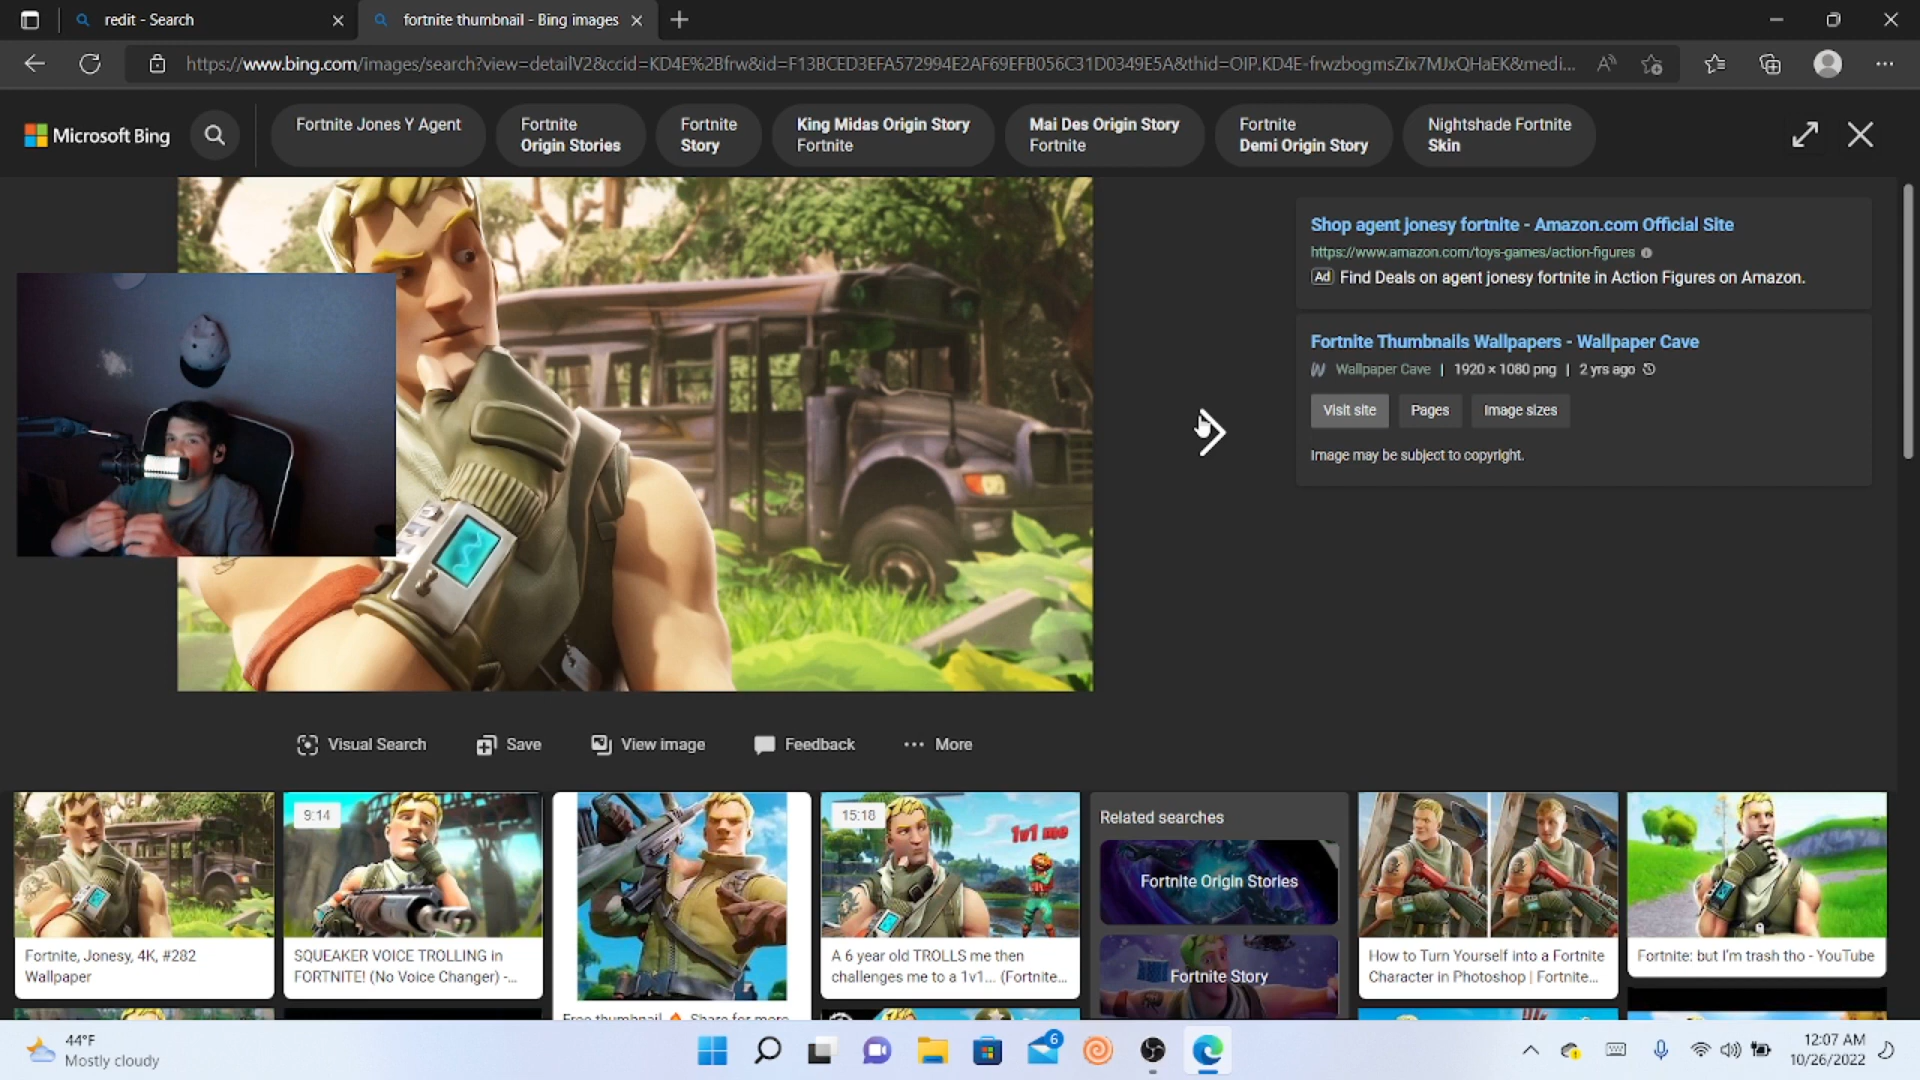 redit - Search
fortnite thumbnail - Bing images
https://www.bing.com/images/search?view=detailV2&ccid=KD4E%2Bfrw&id=F13BCED3EFA572994E2AF69EFB056C31D0349E5A&thid=OIP.KD4E-frwzbogmsZix7MJxQHaEK&medi...
Microsoft Bing
Fortnite Jones Y Agent
Fortnite
Origin Stories
Fortnite
Story
King Midas Origin Story
Fortnite
Mai Des Origin Story
Fortnite
Fortnite
Demi Origin Story
Nightshade Fortnite
Skin
Shop agent jonesy fortnite - Amazon.com Official Site
https://www.amazon.com/toys-games/action-figures
Ad Find Deals on agent jonesy fortnite in Action Figures on Amazon.
Fortnite Thumbnails Wallpapers - Wallpaper Cave
Wallpaper Cave | 1920 × 1080 png | 2 yrs ago
Visit site
Pages
Image sizes
Image may be subject to copyright.
Visual Search
Save
View image
Feedback
More
Fortnite, Jonesy, 4K, #282
Wallpaper
9:14
SQUEAKER VOICE TROLLING in
FORTNITE! (No Voice Changer) -...
Free thumbnail 🔥 Share for more
15:18
1v1 me
A 6 year old TROLLS me then
challenges me to a 1v1... (Fortnite...
Related searches
Fortnite Origin Stories
Fortnite Story
How to Turn Yourself into a Fortnite
Character in Photoshop | Fortnite...
Fortnite: but I'm trash tho - YouTube
44°F
Mostly cloudy
6
12:07 AM
10/26/2022